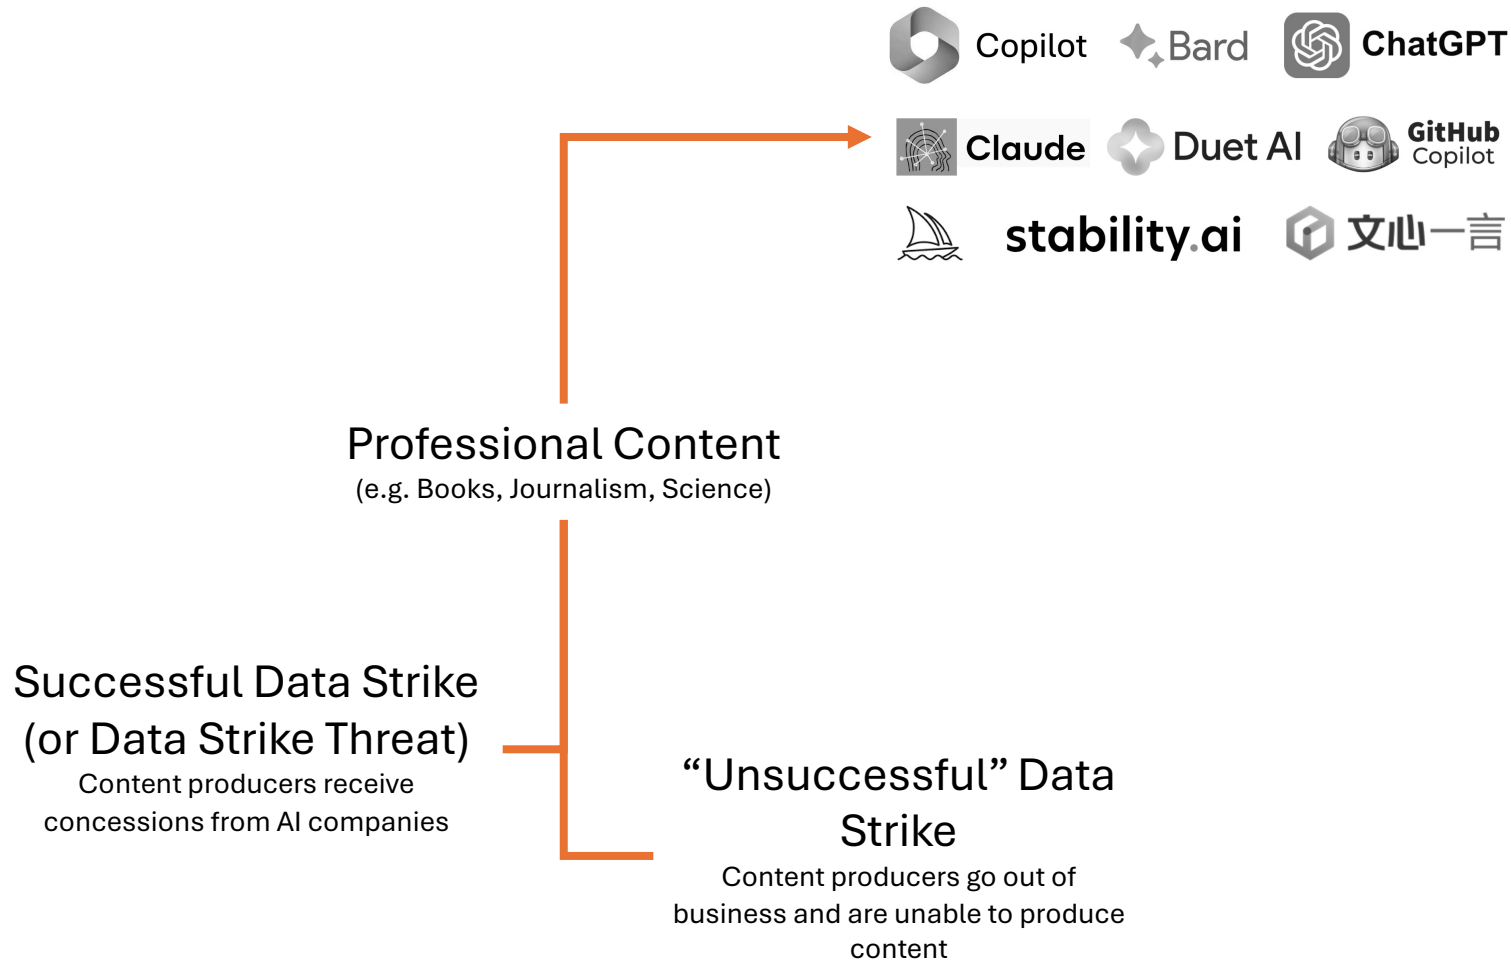 Copilot
Bard
ChatGPT
Claude
Duet AI
GitHub
Copilot
stability.ai
文心一言
Professional Content
(e.g. Books, Journalism, Science)
Successful Data Strike
(or Data Strike Threat)
Content producers receive
concessions from AI companies
“Unsuccessful” Data
Strike
Content producers go out of
business and are unable to produce
content